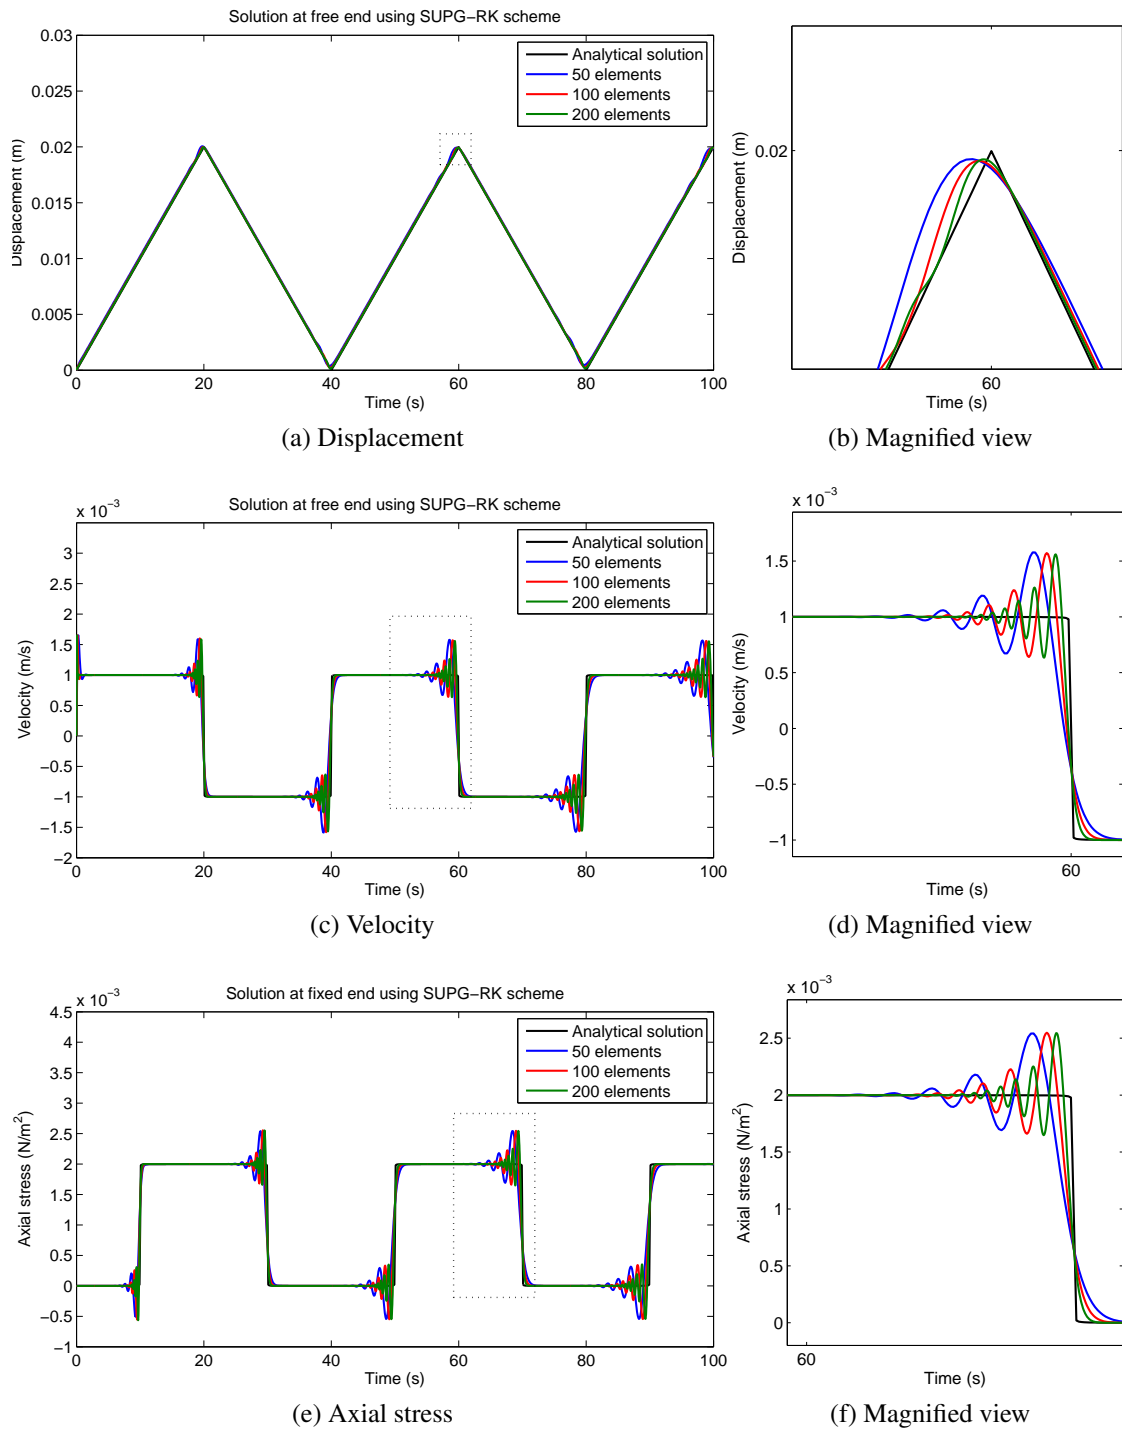 Solution at free end using SUPG−RK scheme
Analytical solution
50 elements
100 elements
200 elements
0.03
0.025
0.02
0.015
0.01
0.005
0
Displacement (m)
0 20 40 60 80 100
Time (s)
(a) Displacement
0.02
Displacement (m)
60
Time (s)
(b) Magnified view
x 10−3
Solution at free end using SUPG−RK scheme
Analytical solution
50 elements
100 elements
200 elements
3
2.5
2
1.5
1
0.5
0
−0.5
−1
−1.5
−2
Velocity (m/s)
0 20 40 60 80 100
Time (s)
(c) Velocity
x 10−3
1.5
1
0.5
0
−0.5
−1
Velocity (m/s)
60
Time (s)
(d) Magnified view
x 10−3
Solution at fixed end using SUPG−RK scheme
Analytical solution
50 elements
100 elements
200 elements
4.5
4
3.5
3
2.5
2
1.5
1
0.5
0
−0.5
−1
Axial stress (N/m²)
0 20 40 60 80 100
Time (s)
(e) Axial stress
x 10−3
2.5
2
1.5
1
0.5
0
Axial stress (N/m²)
60
Time (s)
(f) Magnified view